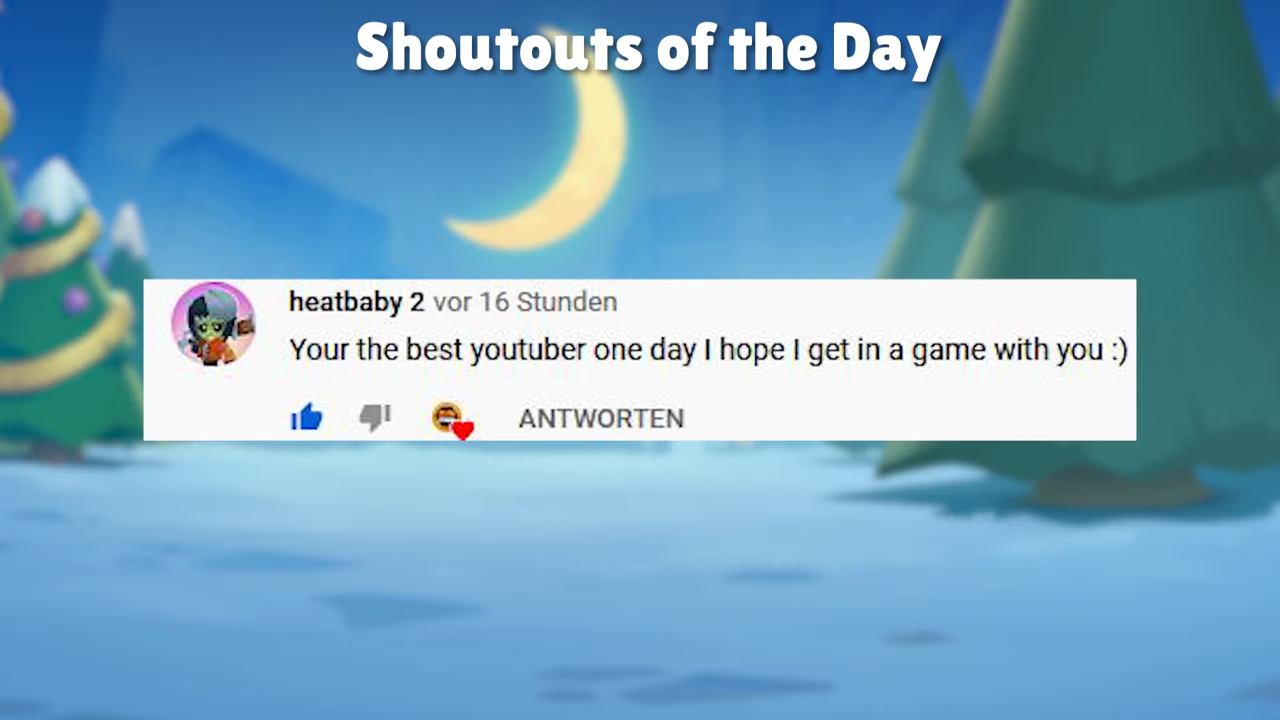 Shoutouts of the Day
heatbaby 2 vor 16 Stunden
Your the best youtuber one day I hope I get in a game with you :)
ANTWORTEN